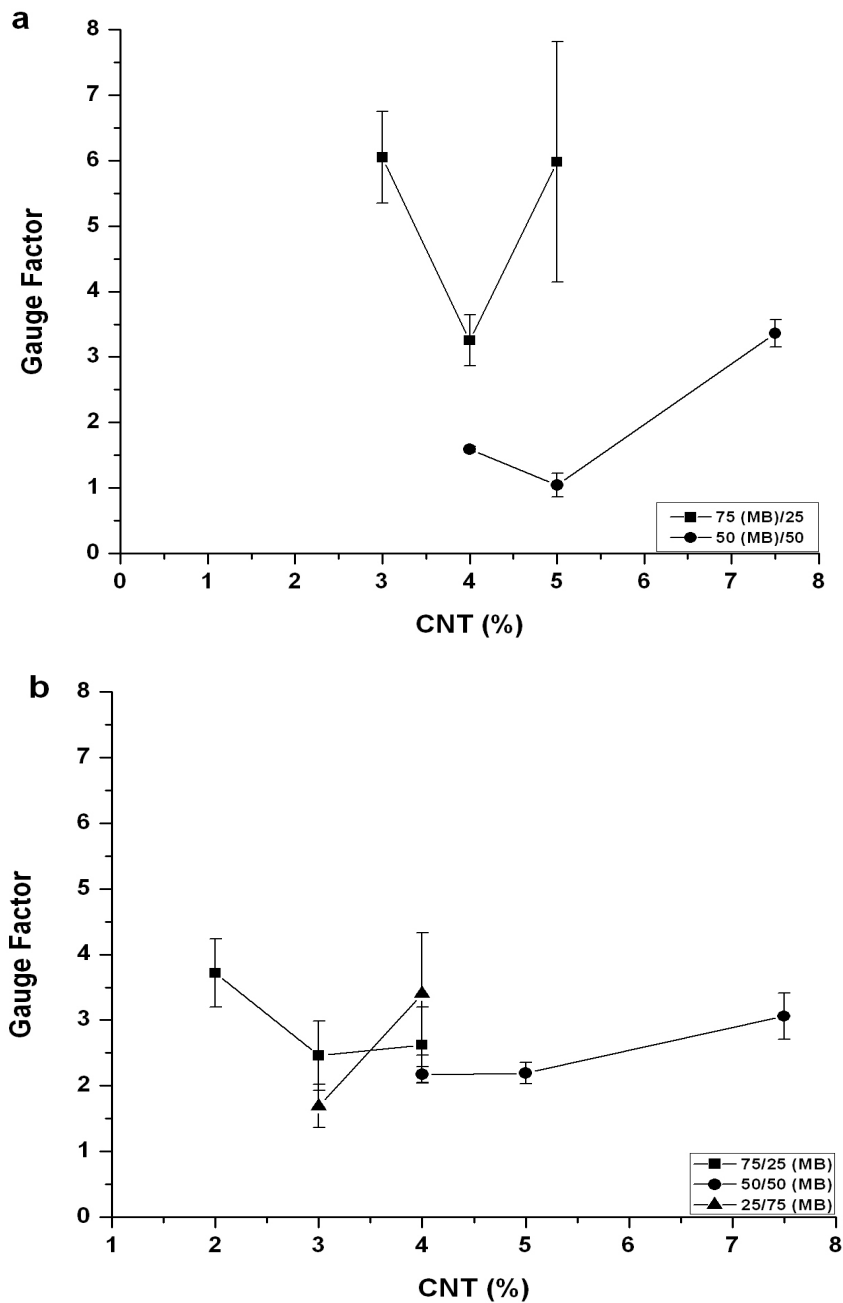 a
8
7
6
5
4
3
2
1
0
Gauge Factor
0 1 2 3 4 5 6 7 8
CNT (%)
75 (MB)/25
50 (MB)/50
b
8
7
6
5
4
3
2
1
0
Gauge Factor
1 2 3 4 5 6 7 8
CNT (%)
75/25 (MB)
50/50 (MB)
25/75 (MB)